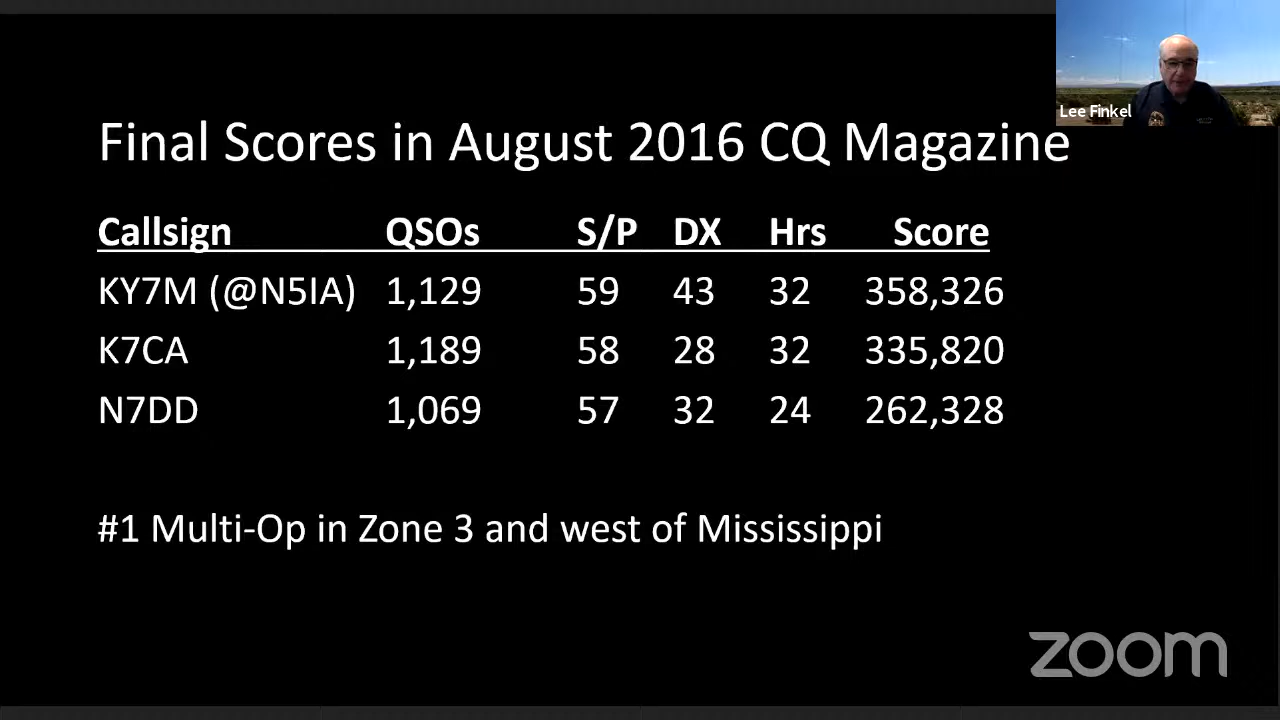 Lee Finkel
Final Scores in August 2016 CQ Magazine
Callsign QSOs S/P DX Hrs Score
KY7M (@N5IA) 1,129 59 43 32 358,326
K7CA 1,189 58 28 32 335,820
N7DD 1,069 57 32 24 262,328
#1 Multi-Op in Zone 3 and west of Mississippi
zoom